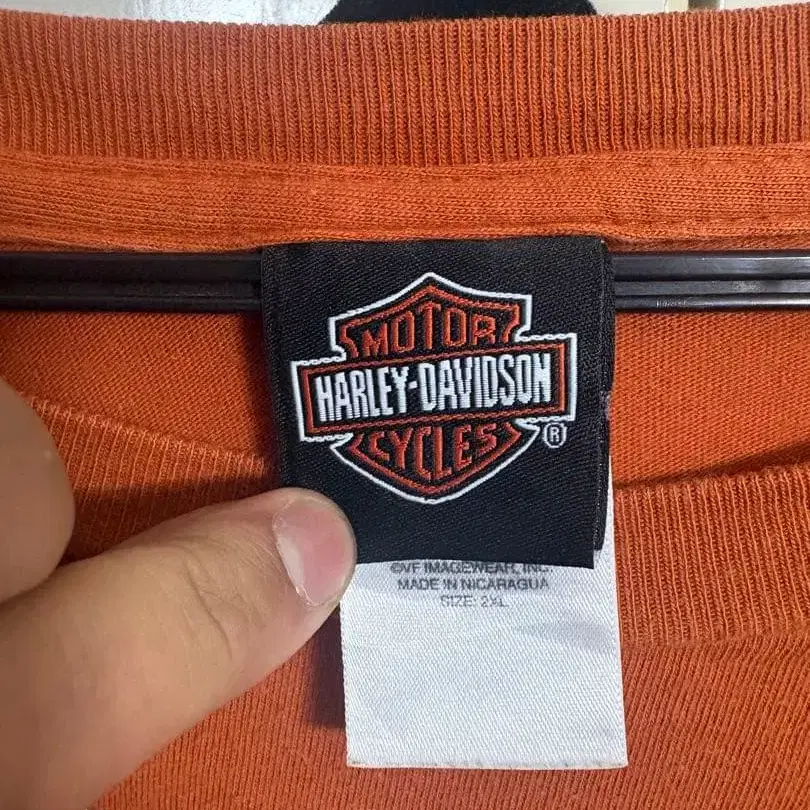 MOTOR
HARLEY-DAVIDSON
CYCLES
®
©VF IMAGEWEAR, INC.
MADE IN NICARAGUA
SIZE: 2XL